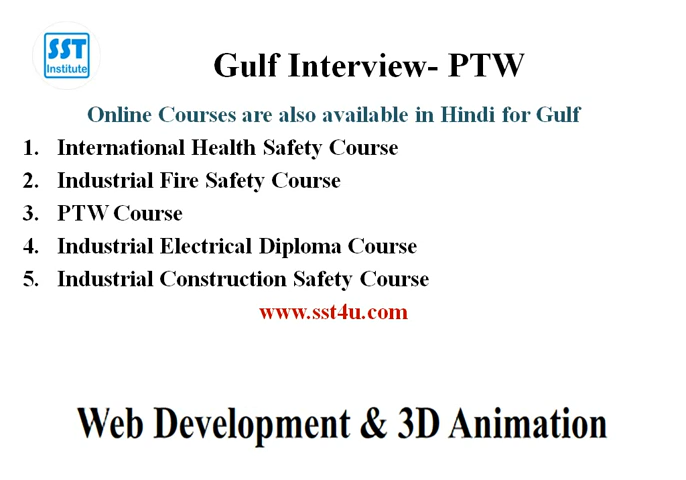 SST
Institute
Gulf Interview- PTW
Online Courses are also available in Hindi for Gulf
1. International Health Safety Course
2. Industrial Fire Safety Course
3. PTW Course
4. Industrial Electrical Diploma Course
5. Industrial Construction Safety Course
www.sst4u.com
Web Development & 3D Animation